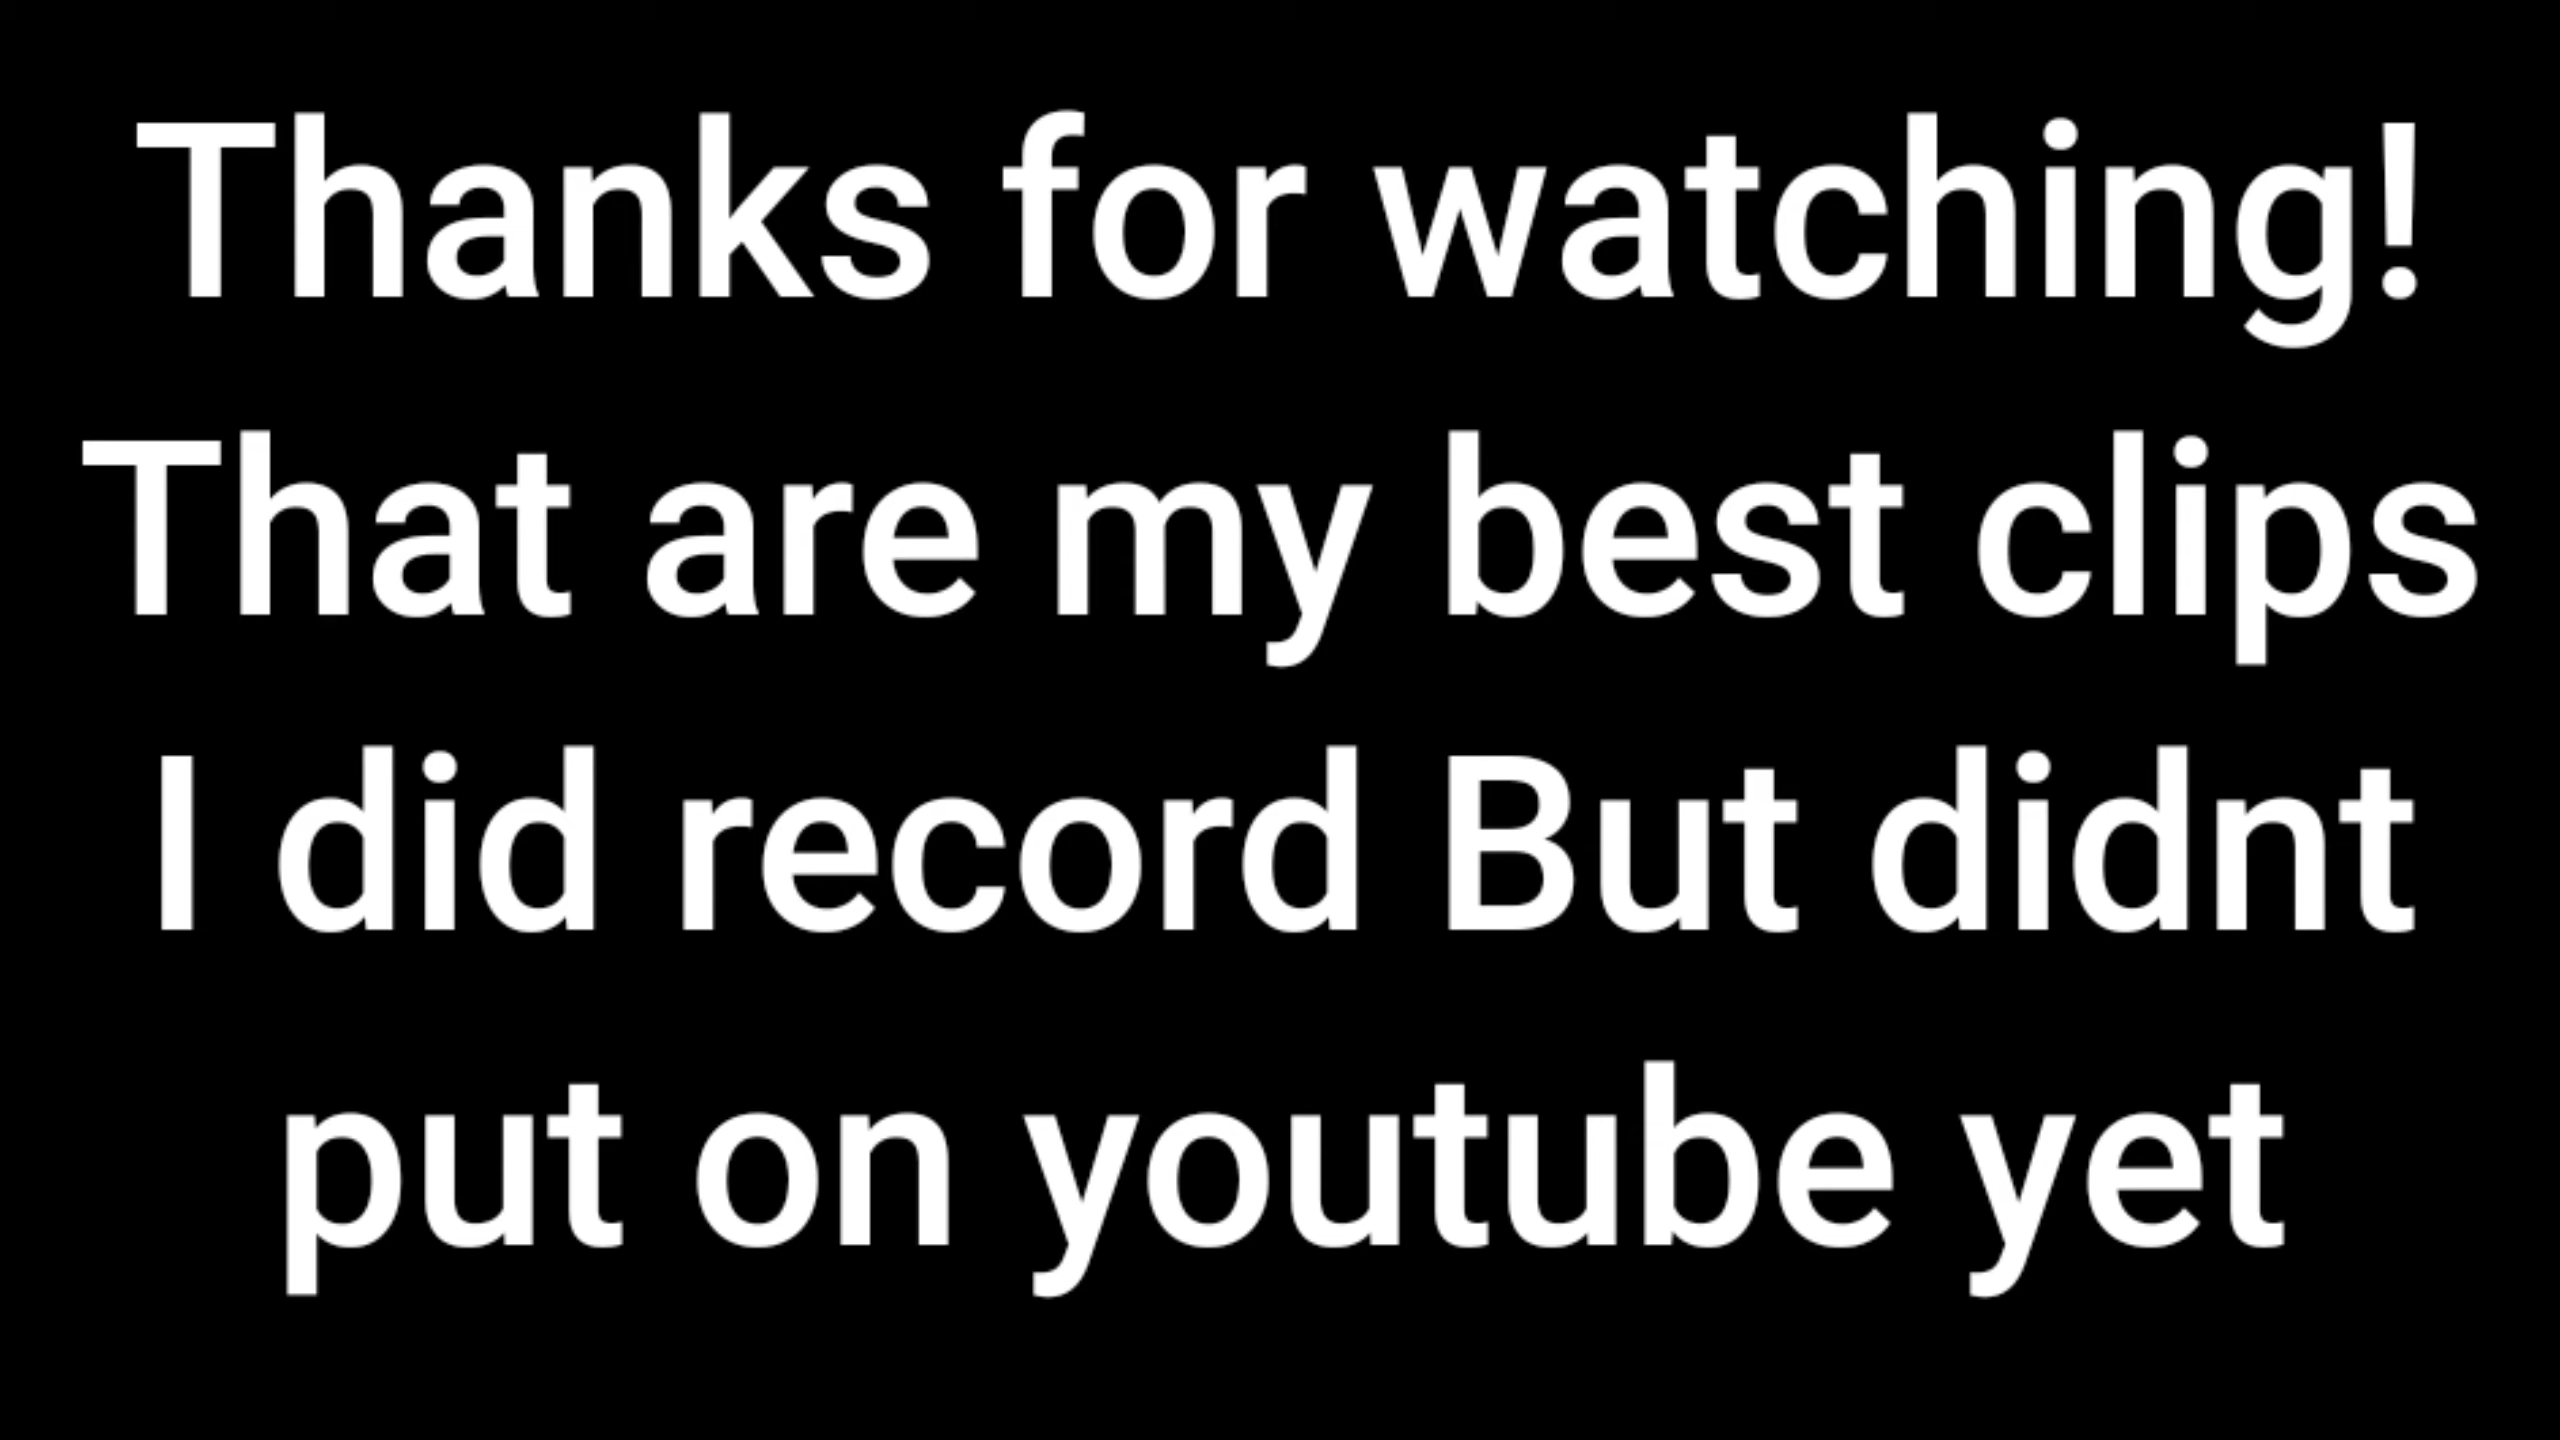 Thanks for watching!
That are my best clips
I did record But didnt
put on youtube yet